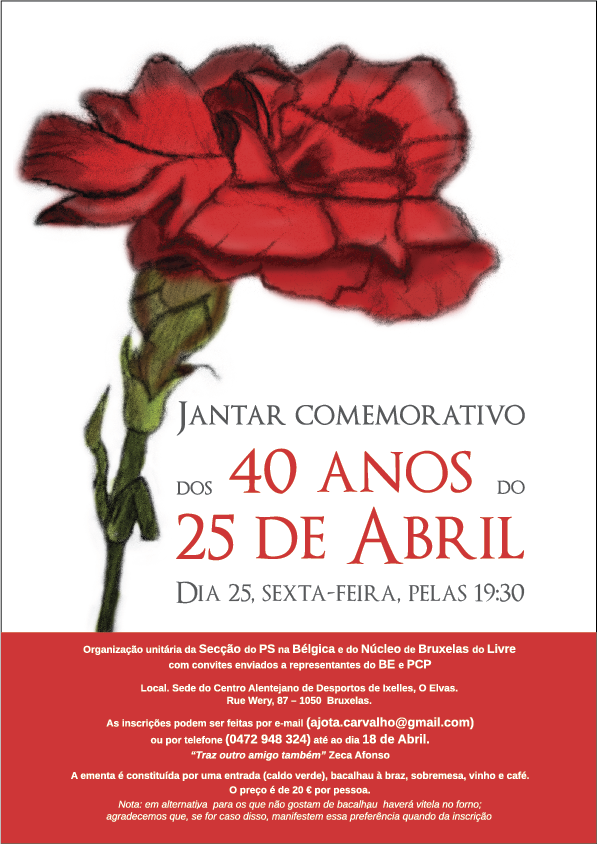 Jantar comemorativo
dos 40 anos do
25 de Abril
Dia 25, sexta-feira, pelas 19:30
Organização unitária da Secção do PS na Bélgica e do Núcleo de Bruxelas do Livre
com convites enviados a representantes do BE e PCP
Local. Sede do Centro Alentejano de Desportos de Ixelles, O Elvas.
Rue Wery, 87 – 1050 Bruxelas.
As inscrições podem ser feitas por e-mail (ajota.carvalho@gmail.com)
ou por telefone (0472 948 324) até ao dia 18 de Abril.
“Traz outro amigo também” Zeca Afonso
A ementa é constituída por uma entrada (caldo verde), bacalhau à braz, sobremesa, vinho e café.
O preço é de 20 € por pessoa.
Nota: em alternativa para os que não gostam de bacalhau haverá vitela no forno;
agradecemos que, se for caso disso, manifestem essa preferência quando da inscrição